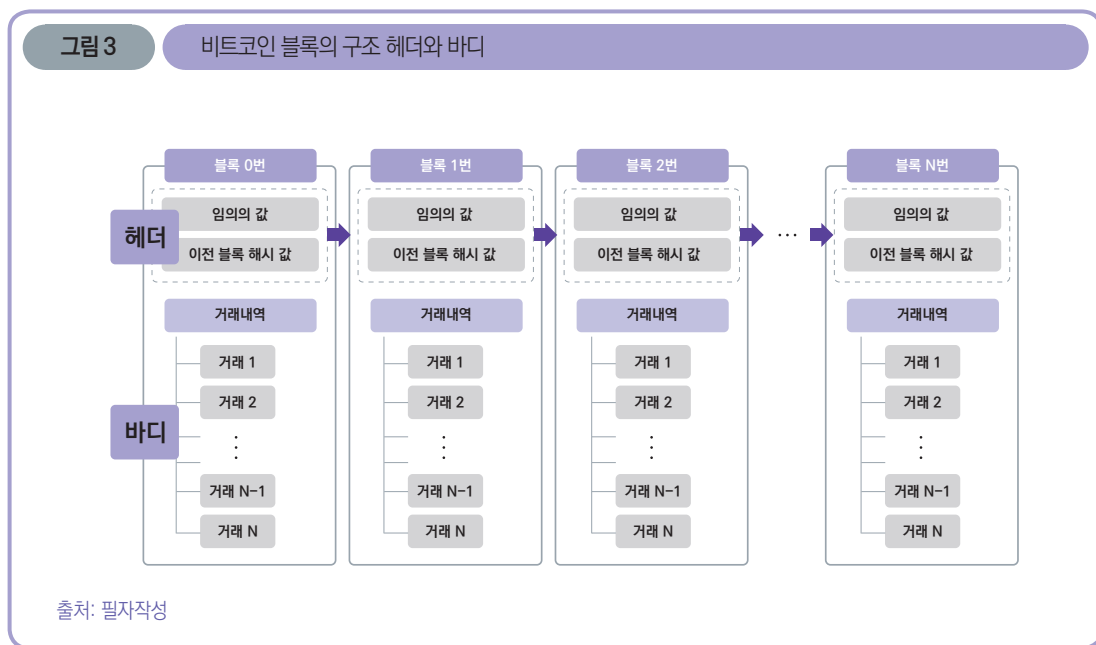 그림 3
비트코인 블록의 구조 헤더와 바디
블록 0번
블록 1번
블록 2번
블록 N번
헤더
임의의 값
이전 블록 해시 값
임의의 값
이전 블록 해시 값
임의의 값
이전 블록 해시 값
…
임의의 값
이전 블록 해시 값
바디
거래내역
거래 1
거래 2
⋮
거래 N-1
거래 N
거래내역
거래 1
거래 2
⋮
거래 N-1
거래 N
거래내역
거래 1
거래 2
⋮
거래 N-1
거래 N
거래내역
거래 1
거래 2
⋮
거래 N-1
거래 N
출처: 필자작성